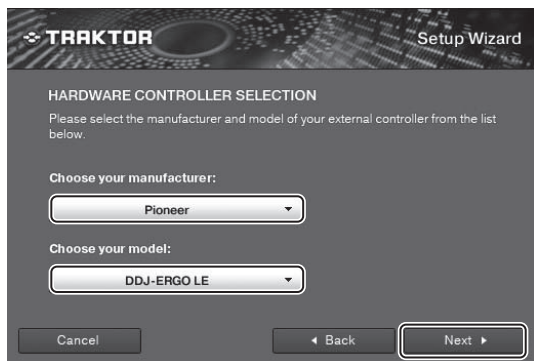 TRAKTOR
Setup Wizard
HARDWARE CONTROLLER SELECTION
Please select the manufacturer and model of your external controller from the list
below.
Choose your manufacturer:
Pioneer
Choose your model:
DDJ-ERGO LE
Cancel
Back
Next